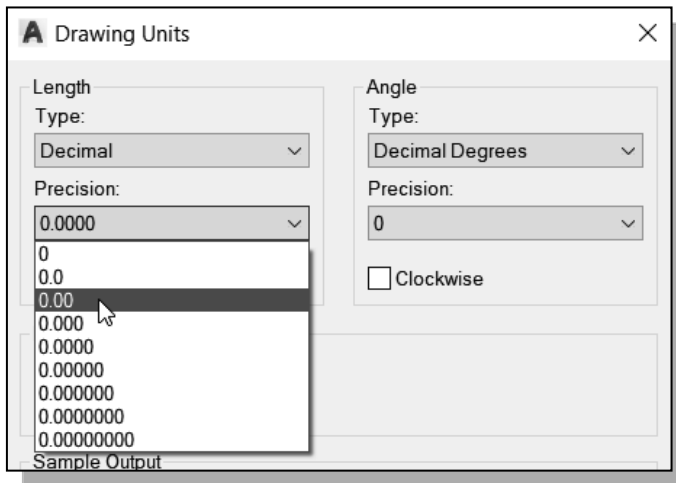 Drawing Units
Length
Type:
Decimal
Precision:
0.0000
0
0.0
0.00
0.000
0.0000
0.00000
0.000000
0.0000000
0.00000000
Angle
Type:
Decimal Degrees
Precision:
0
Clockwise
Sample Output